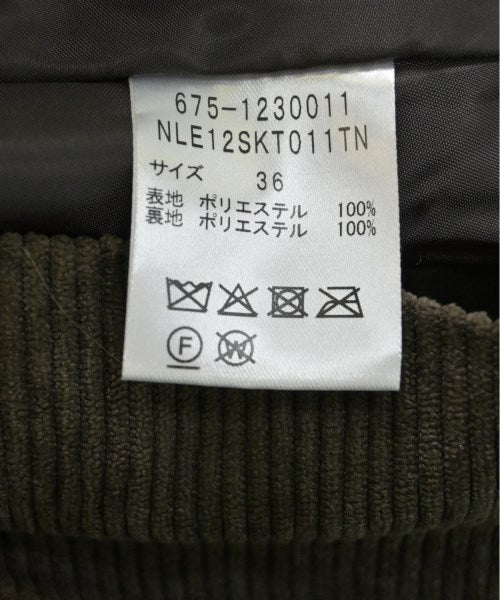 675-1230011
NLE12SKT011TN
サイズ 36
表地 ポリエステル 100%
裏地 ポリエステル 100%
F W